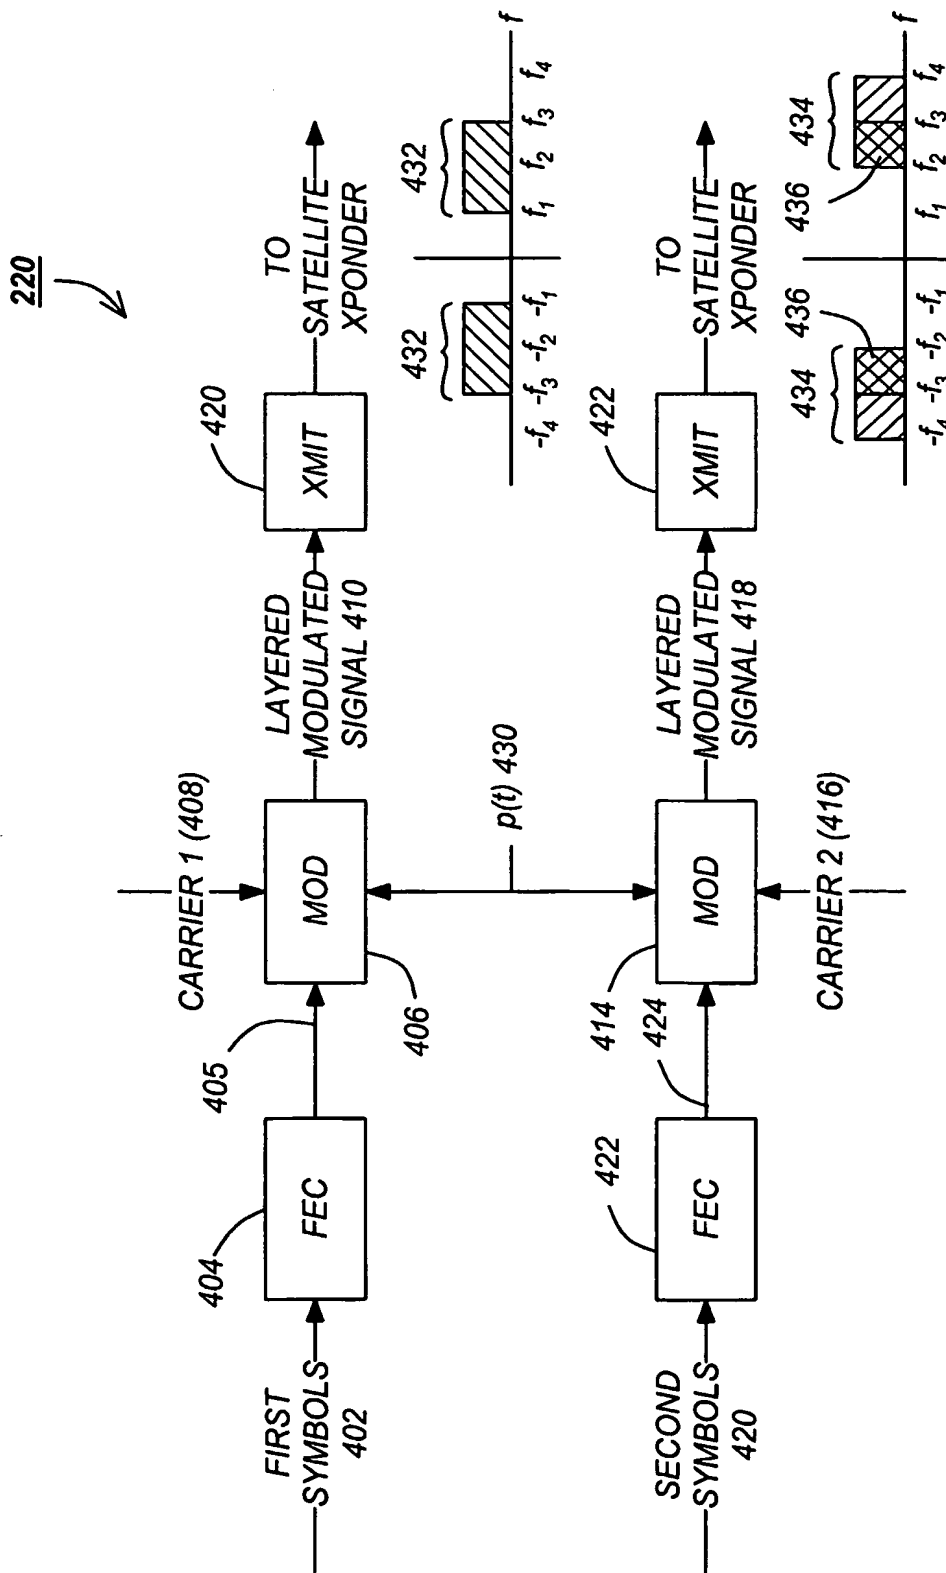 220
FIRST
SYMBOLS
402
404
FEC
405
CARRIER 1 (408)
MOD
406
LAYERED
MODULATED
SIGNAL 410
420
XMIT
TO
SATELLITE
XPONDER
432
432
-f4 -f3 -f2 -f1 f1 f2 f3 f4 f
p(t) 430
SECOND
SYMBOLS
420
422
FEC
424
414
MOD
CARRIER 2 (416)
LAYERED
MODULATED
SIGNAL 418
422
XMIT
TO
SATELLITE
XPONDER
434
436
436
434
-f4 -f3 -f2 -f1 f1 f2 f3 f4 f